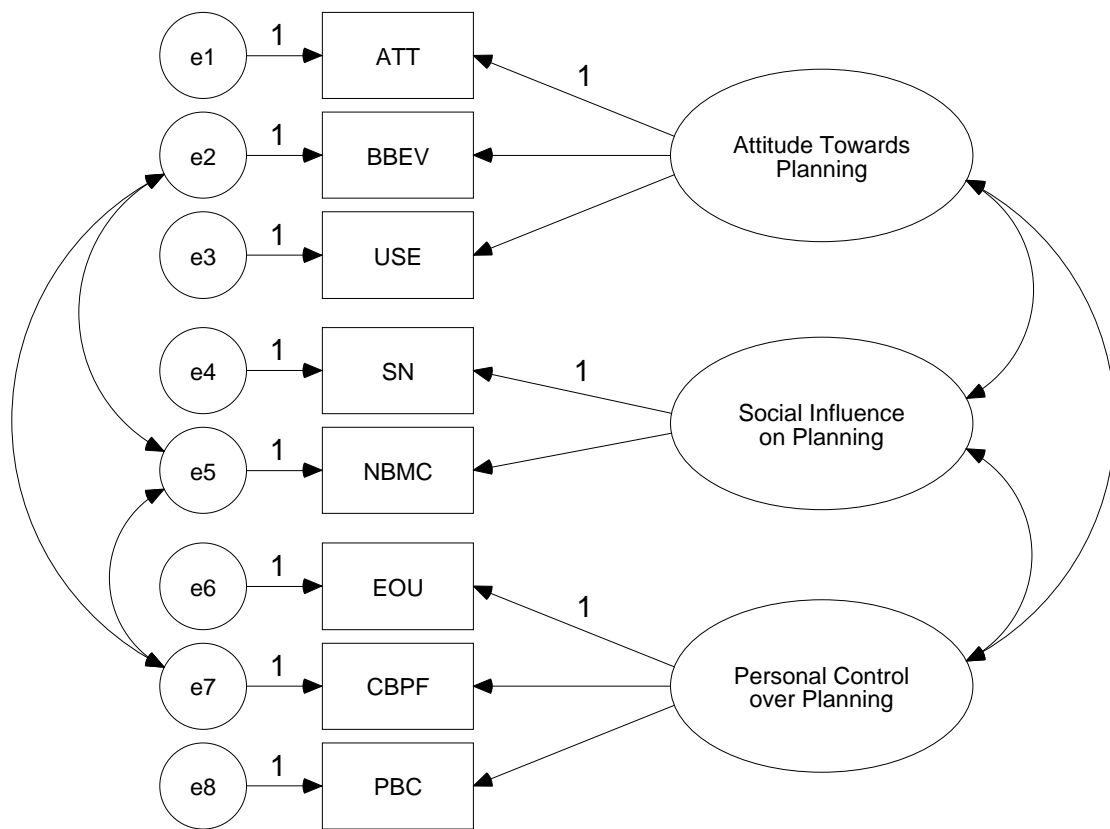 e1
1
ATT
1
e2
1
BBEV
Attitude Towards
Planning
e3
1
USE
e4
1
SN
1
Social Influence
on Planning
e5
1
NBMC
e6
1
EOU
1
e7
1
CBPF
Personal Control
over Planning
e8
1
PBC